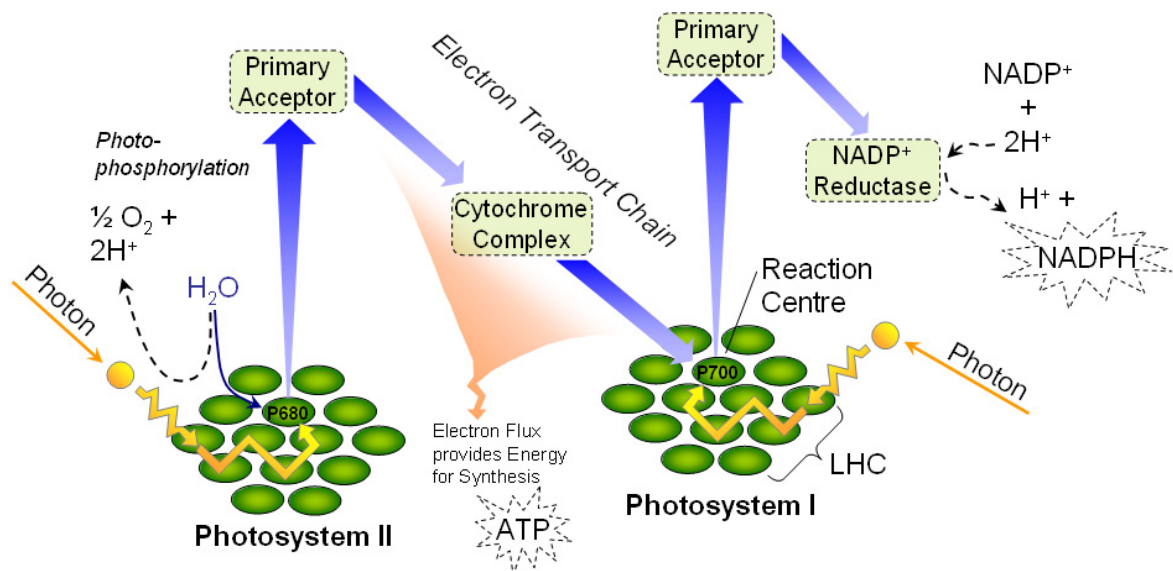 Primary
Acceptor
Photo-
phosphorylation
½ O₂ +
2H⁺
H₂O
Photon
P680
Photosystem II
Electron Transport Chain
Cytochrome
Complex
Electron Flux
provides Energy
for Synthesis
ATP
Primary
Acceptor
NADP⁺
Reductase
NADP⁺
+
2H⁺
H⁺ +
NADPH
Reaction
Centre
P700
Photon
LHC
Photosystem I